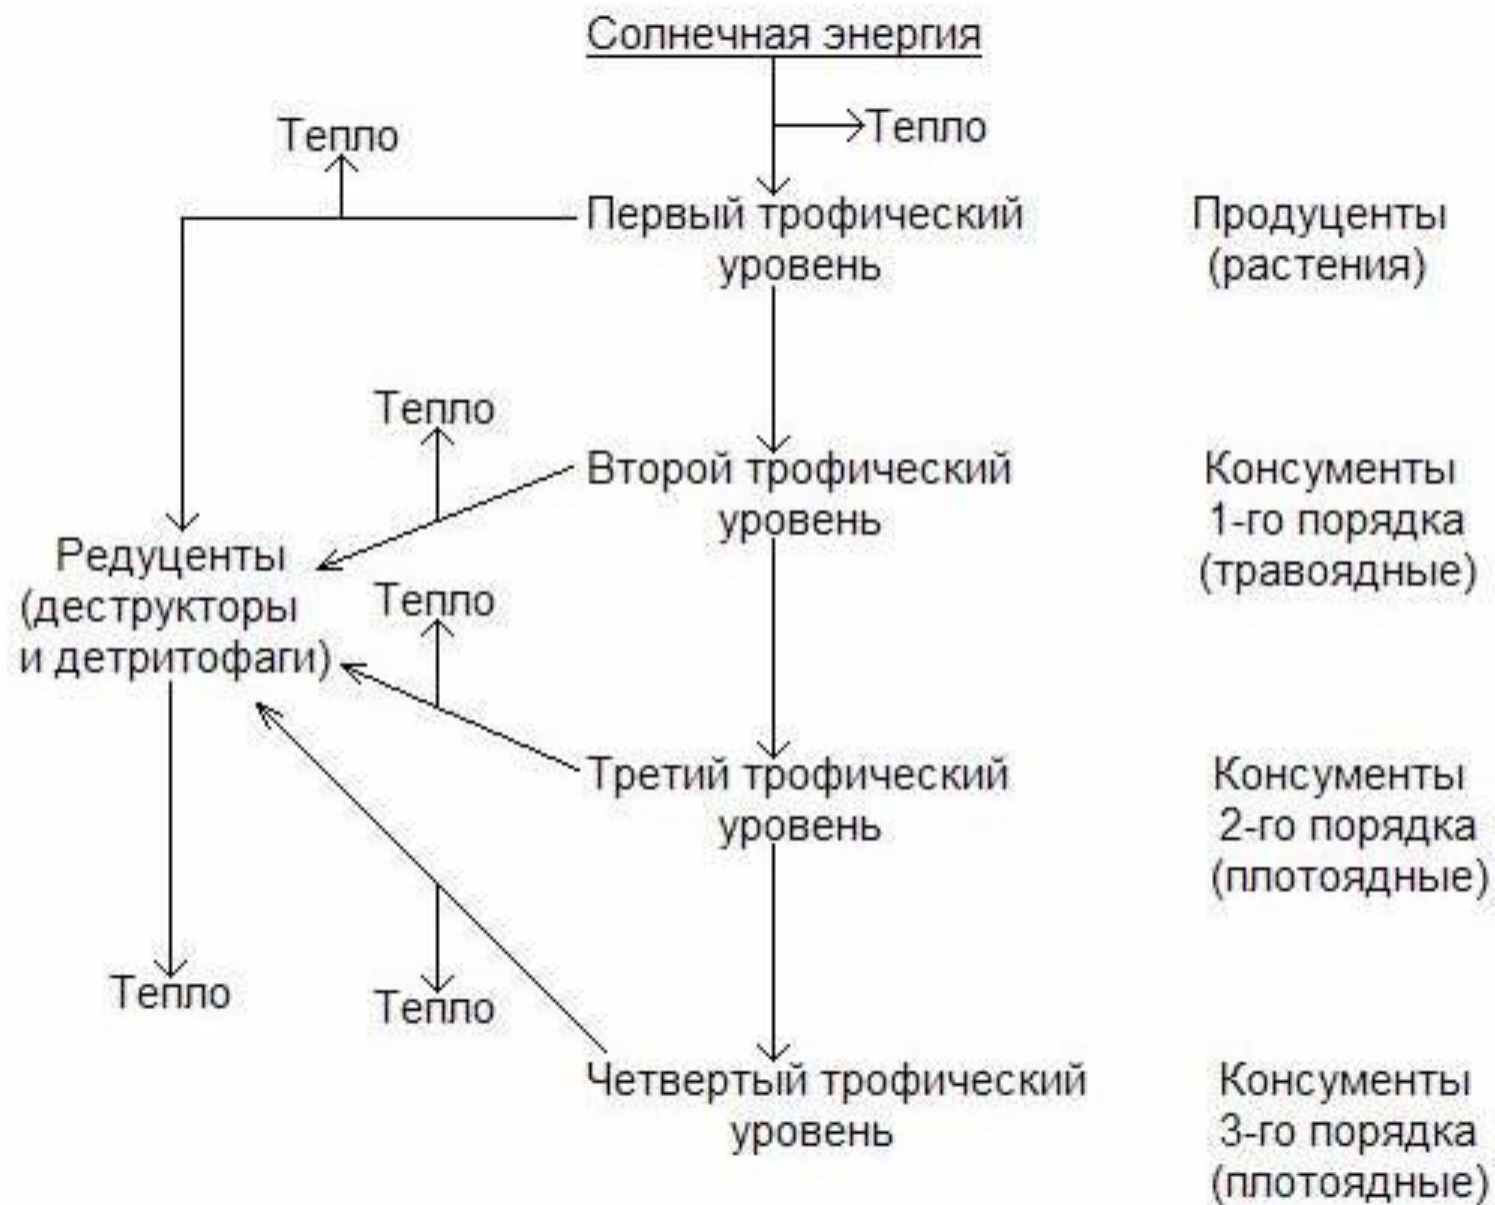 Солнечная энергия
Тепло
Тепло
Первый трофический
уровень
Продуценты
(растения)
Тепло
Второй трофический
уровень
Консументы
1-го порядка
(травоядные)
Редуценты
(деструкторы
и детритофаги)
Тепло
Третий трофический
уровень
Консументы
2-го порядка
(плотоядные)
Тепло
Тепло
Четвертый трофический
уровень
Консументы
3-го порядка
(плотоядные)